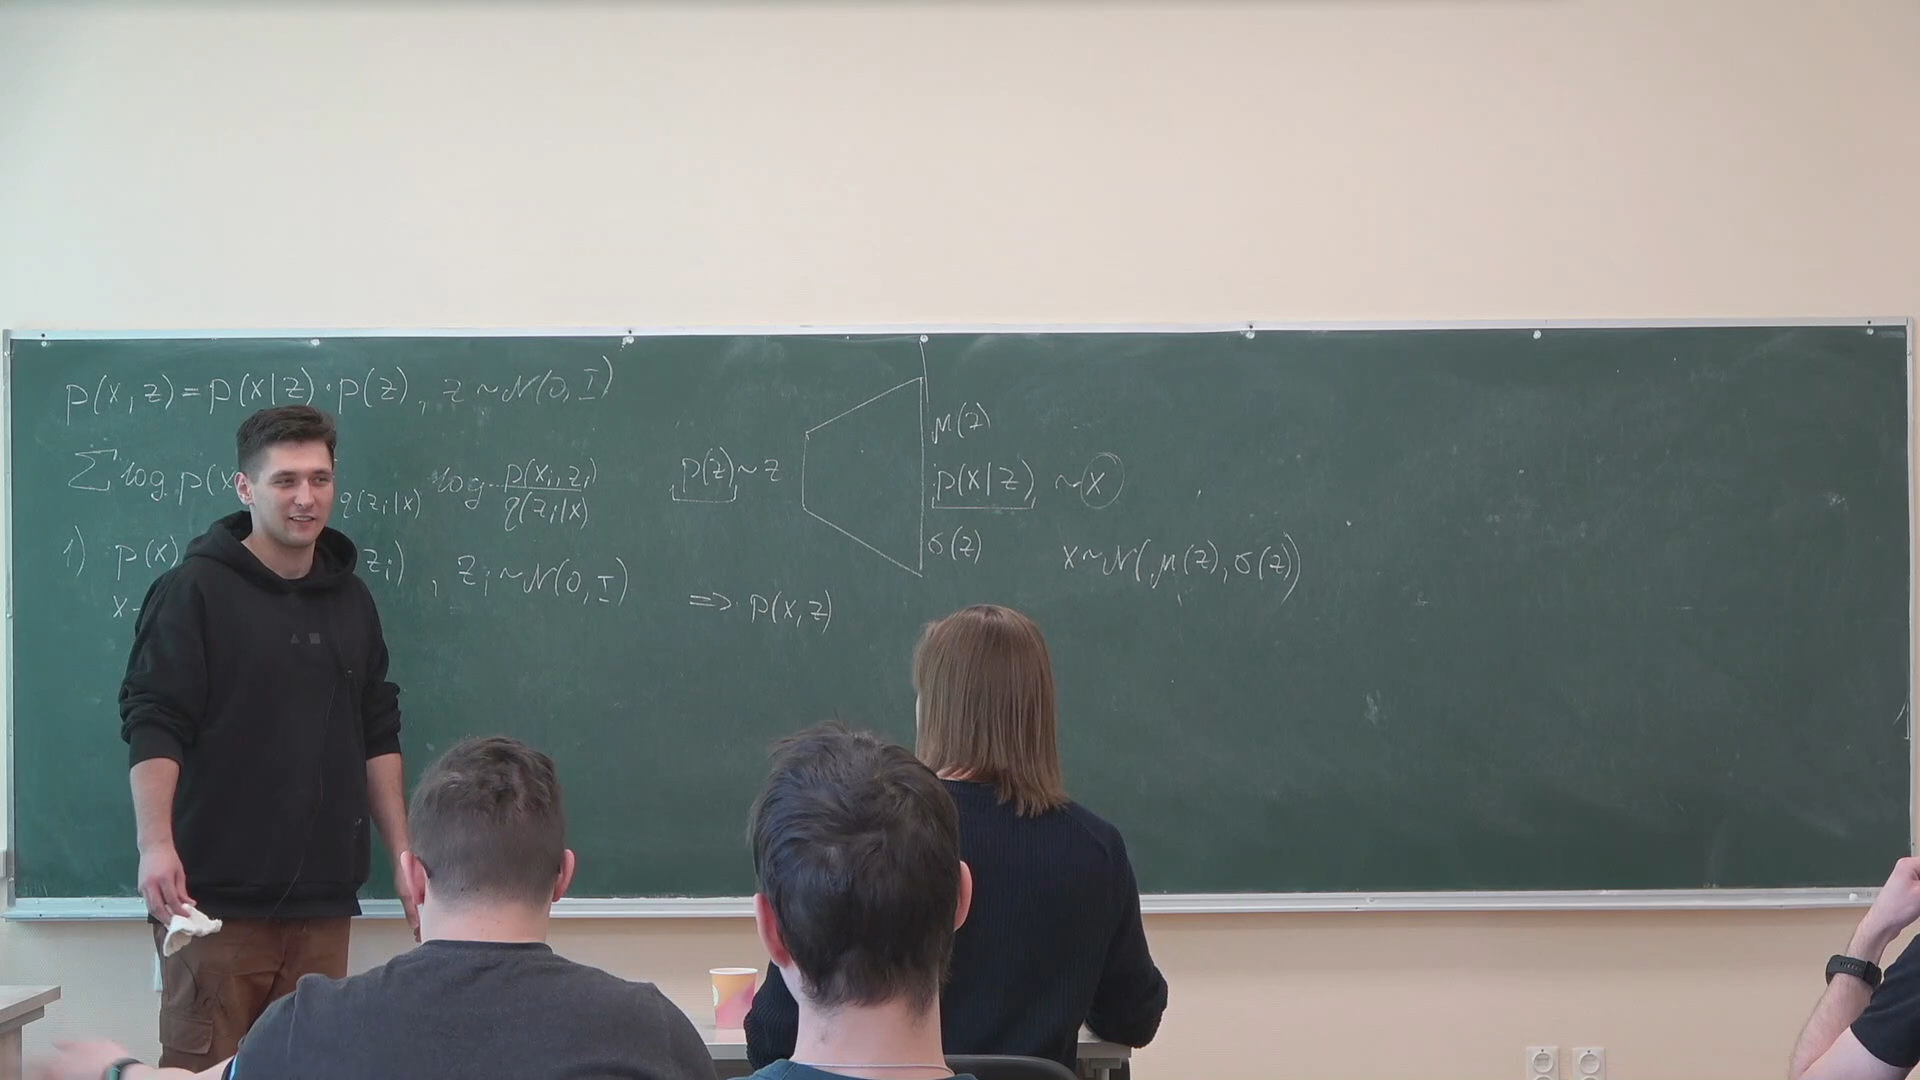 p(x,z)=p(x|z)·p(z), z~N(0,I)
∑ log p(x q(z_i|x) log p(x_i,z_i)/q(z_i|x)
1) p(x) z_i), z_i~N(0,I)
x~
p(z)~z
=> p(x,z)
μ(z)
p(x|z) ~x
σ(z)
x~N(μ(z),σ(z))